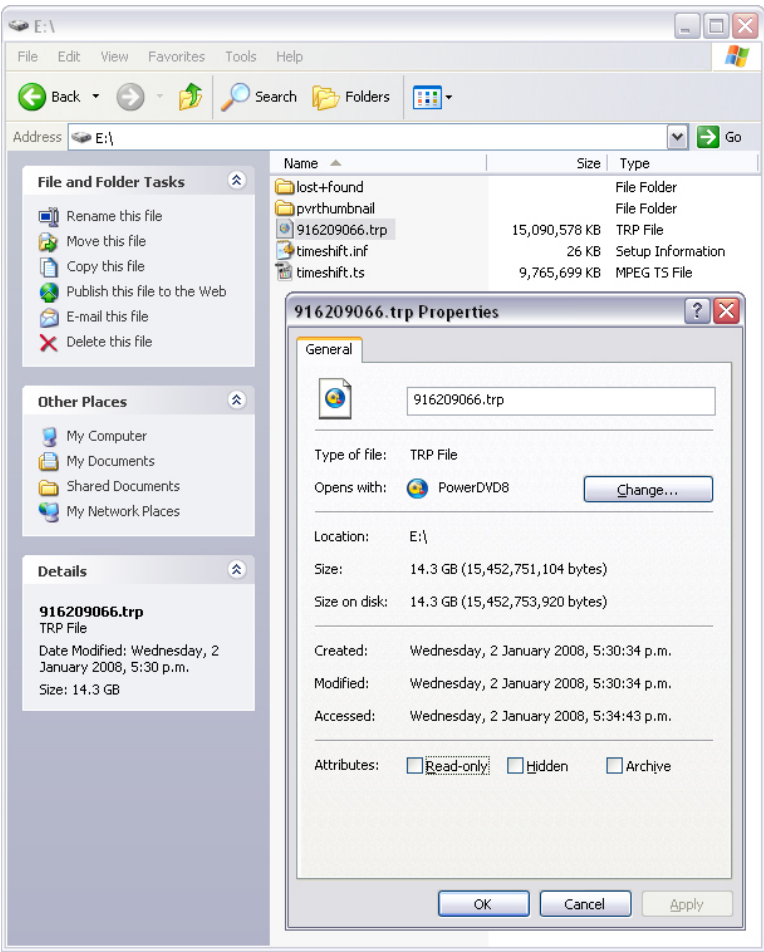 E:\
File Edit View Favorites Tools Help
Back Search Folders
Address E:\ Go
File and Folder Tasks
Rename this file
Move this file
Copy this file
Publish this file to the Web
E-mail this file
Delete this file
Other Places
My Computer
My Documents
Shared Documents
My Network Places
Details
916209066.trp
TRP File
Date Modified: Wednesday, 2
January 2008, 5:30 p.m.
Size: 14.3 GB
Name Size Type
lost+found File Folder
pvrthumbnail File Folder
916209066.trp 15,090,578 KB TRP File
timeshift.inf 26 KB Setup Information
timeshift.ts 9,765,699 KB MPEG TS File
916209066.trp Properties
General
916209066.trp
Type of file: TRP File
Opens with: PowerDVD8 Change...
Location: E:\
Size: 14.3 GB (15,452,751,104 bytes)
Size on disk: 14.3 GB (15,452,753,920 bytes)
Created: Wednesday, 2 January 2008, 5:30:34 p.m.
Modified: Wednesday, 2 January 2008, 5:30:34 p.m.
Accessed: Wednesday, 2 January 2008, 5:34:43 p.m.
Attributes: Read-only Hidden Archive
OK Cancel Apply